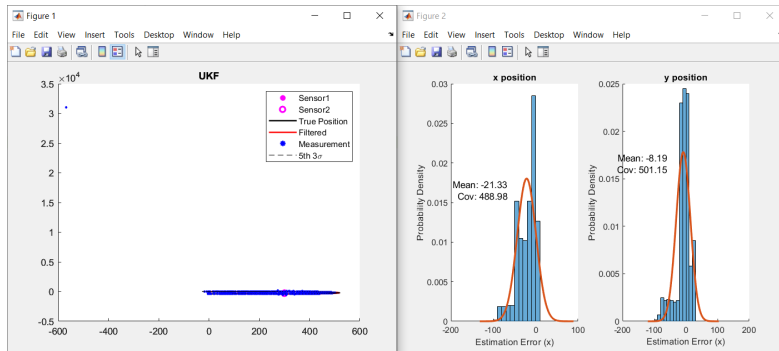 Figure 1
File Edit View Insert Tools Desktop Window Help
UKF
×10⁴
3.5
3
2.5
2
1.5
1
0.5
0
-0.5
-600 -400 -200 0 200 400 600
Sensor1
Sensor2
True Position
Filtered
Measurement
5th 3σ
Figure 2
File Edit View Insert Tools Desktop Window Help
x position
0.03
0.025
0.02
0.015
0.01
0.005
0
Probability Density
Mean: -21.33
Cov: 488.98
-200 -100 0 100
Estimation Error (x)
y position
0.025
0.02
0.015
0.01
0.005
0
Probability Density
Mean: -8.19
Cov: 501.15
-200 -100 0 100 200
Estimation Error (x)